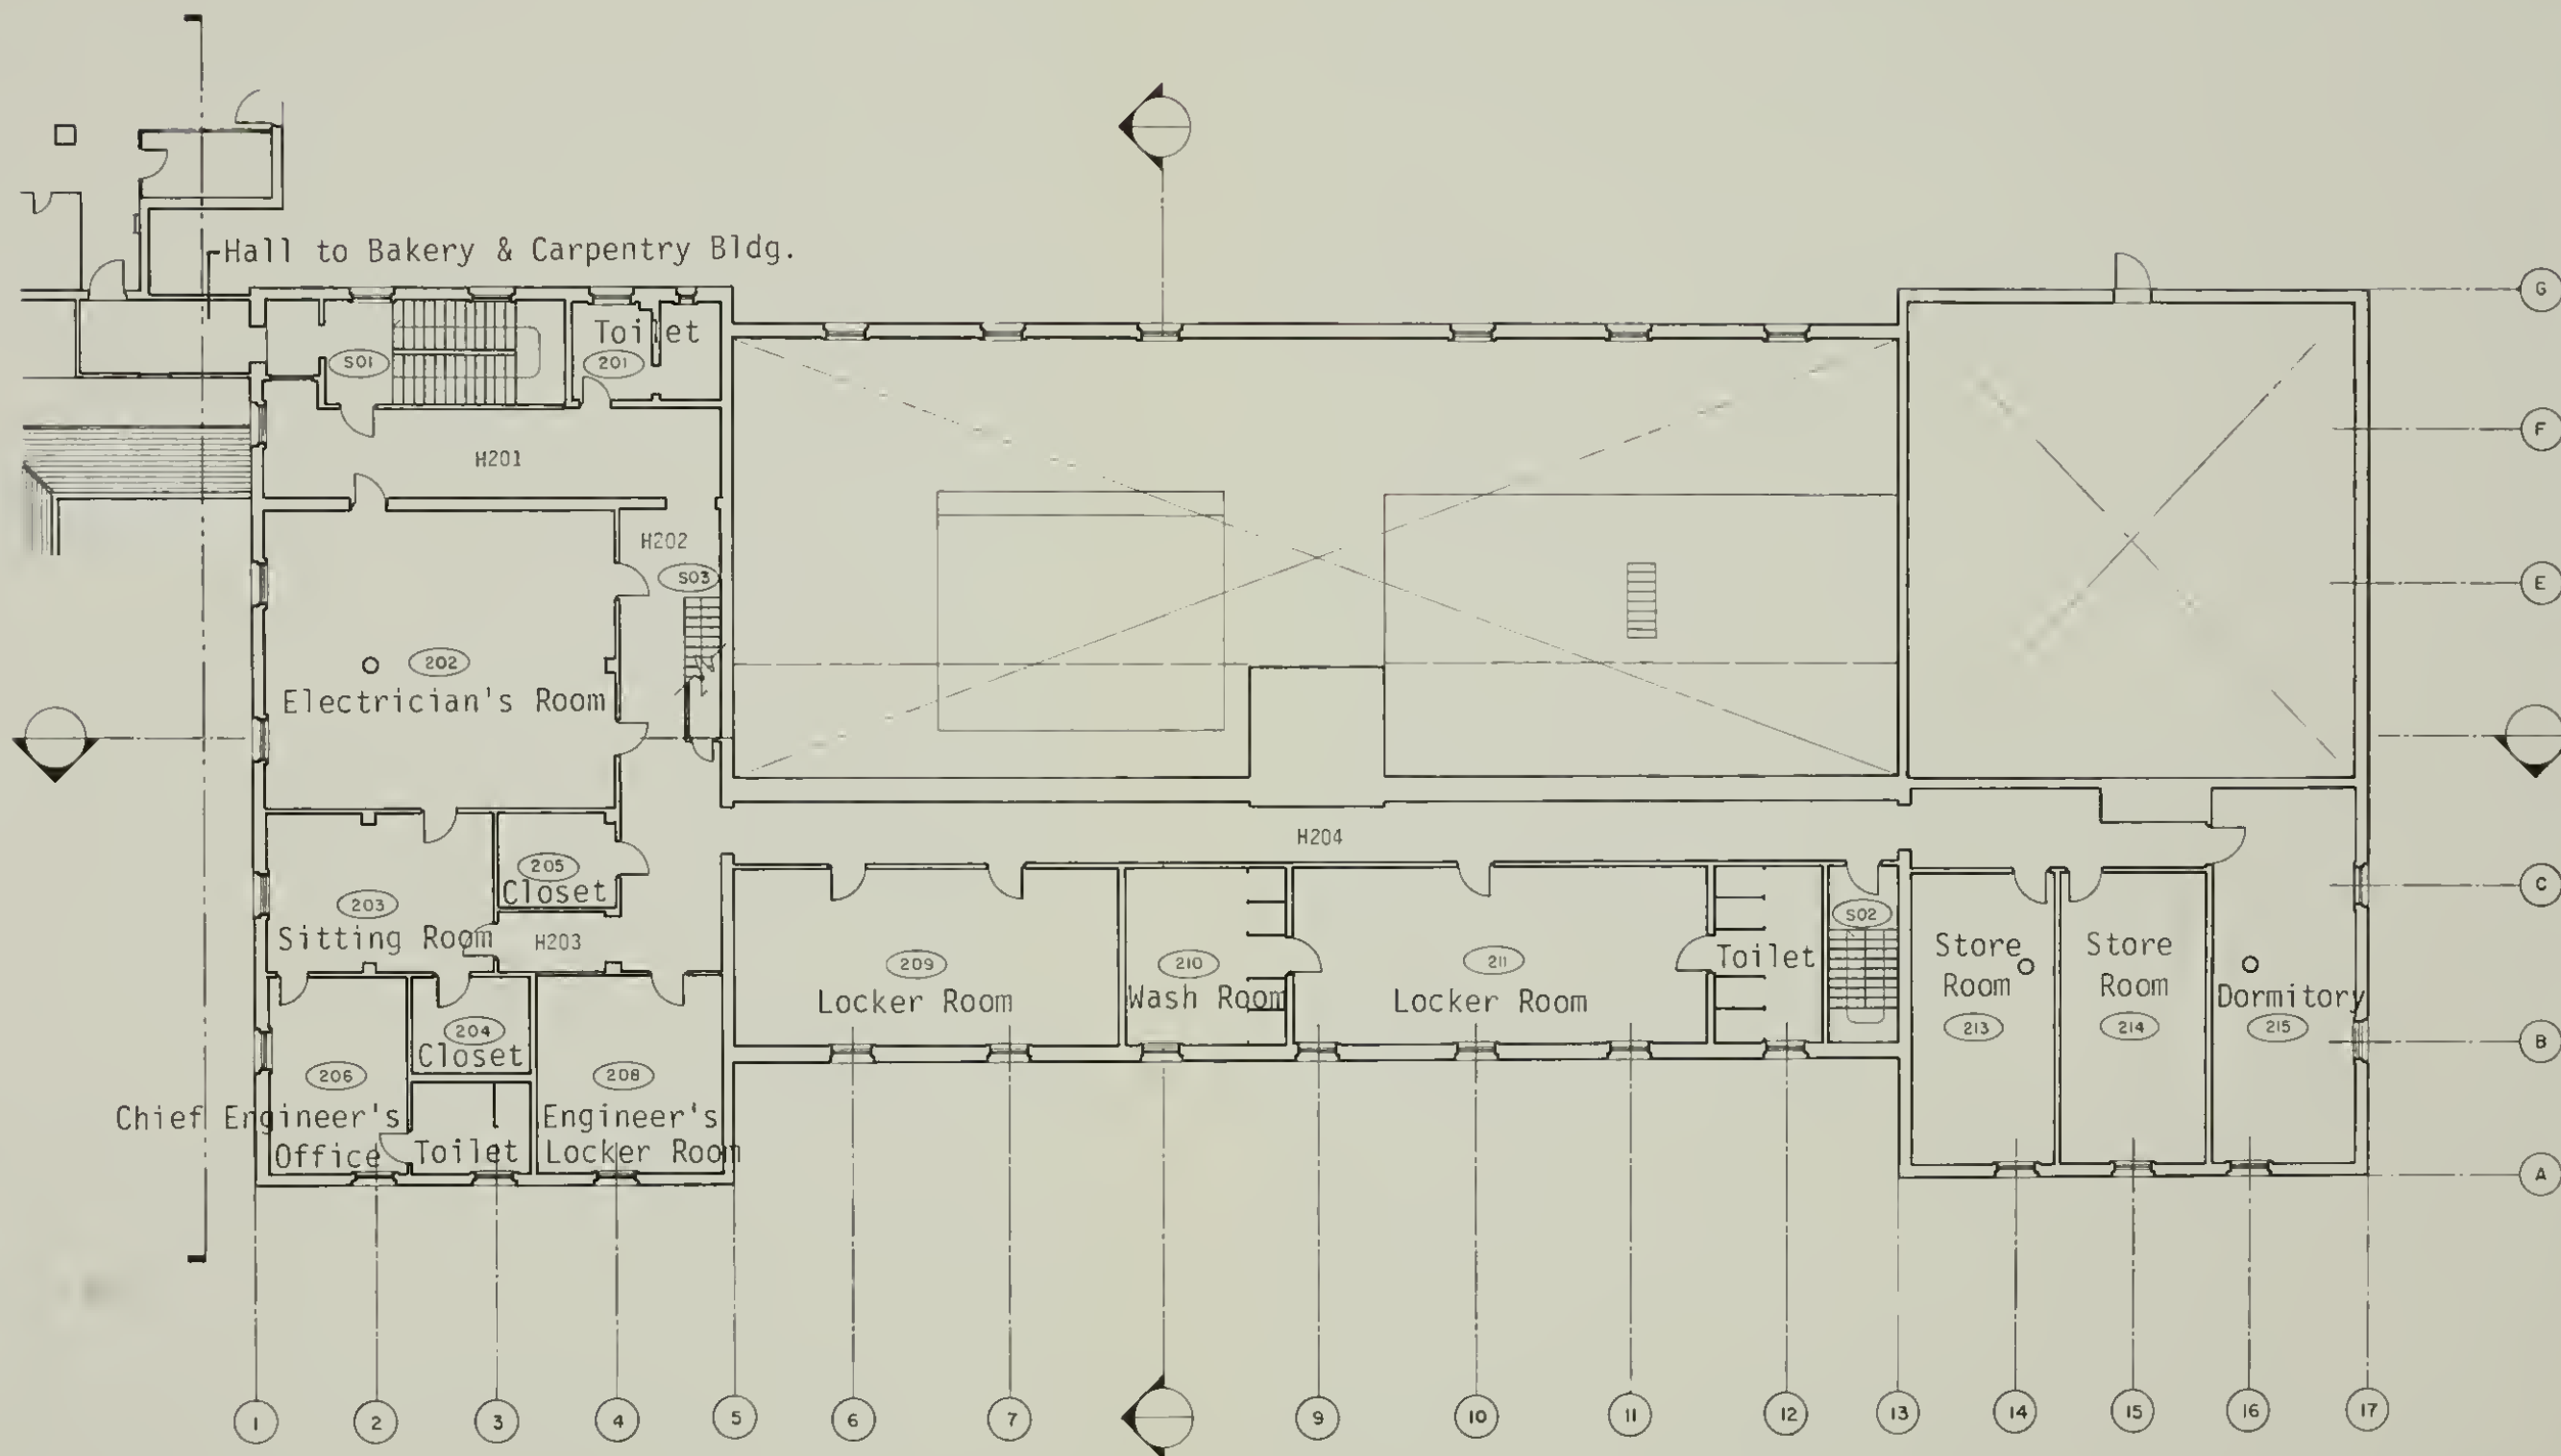 Hall to Bakery & Carpentry Bldg.
G
Toilet
S01
201
F
H201
H202
S03
E
202
Electrician's Room
H204
205
Closet
C
203
S02
Sitting Room
H203
209
Locker Room
210
Wash Room
211
Locker Room
Toilet
Store
Room
213
Store
Room
214
Dormitory
215
B
204
Closet
206
Chief Engineer's
Office
Toilet
208
Engineer's
Locker Room
A
1 2 3 4 5 6 7 9 10 11 12 13 14 15 16 17